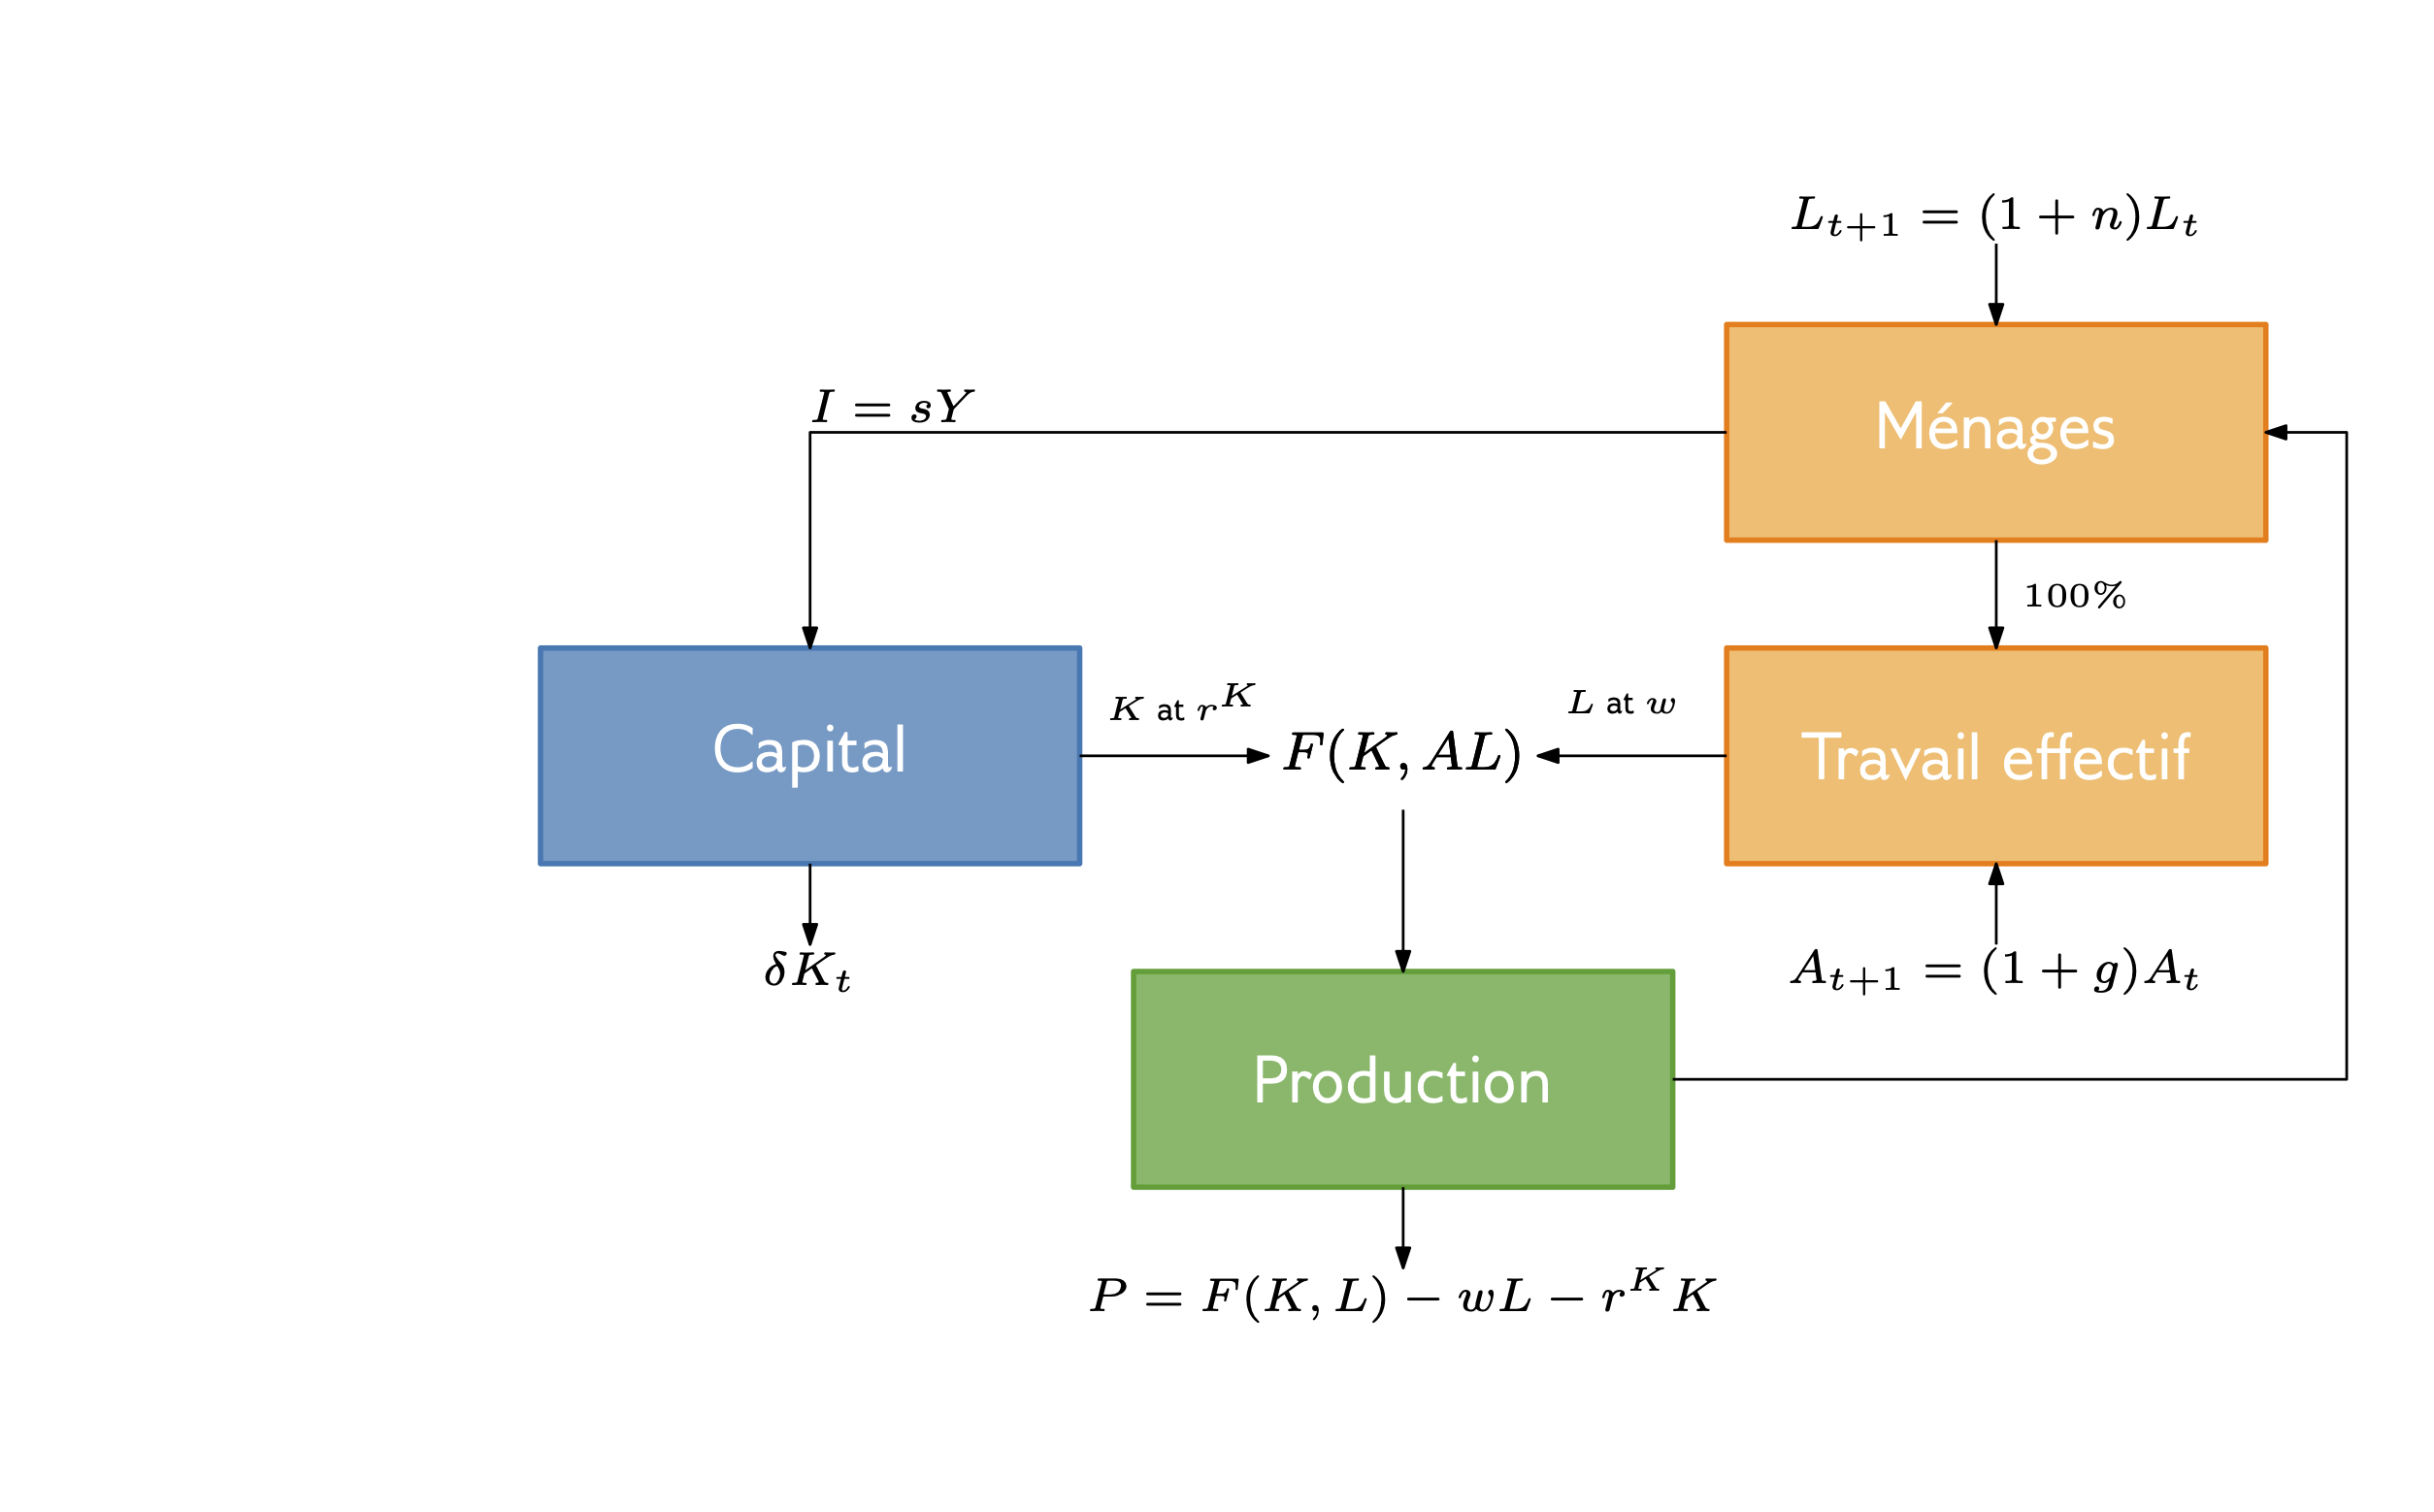 $L_{t+1} = (1 + n)L_t$
$I = sY$
Ménages
100%
$K$ at $r^K$
$L$ at $w$
Capital
$F(K, AL)$
Travail effectif
$\delta K_t$
$A_{t+1} = (1 + g)A_t$
Production
$P = F(K, L) - wL - r^K K$